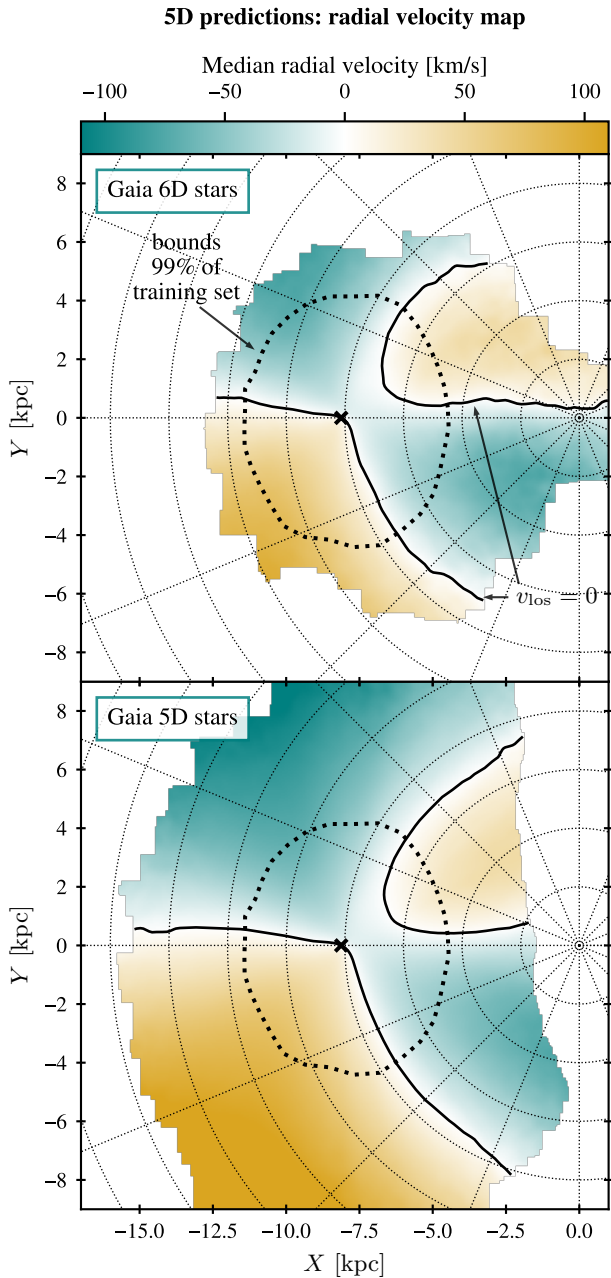 5D predictions: radial velocity map
Median radial velocity [km/s]
−100 −50 0 50 100
Gaia 6D stars
bounds
99% of
training set
8
6
4
2
0
−2
−4
−6
−8
Y [kpc]
v_los = 0
Gaia 5D stars
8
6
4
2
0
−2
−4
−6
−8
Y [kpc]
−15.0 −12.5 −10.0 −7.5 −5.0 −2.5 0.0
X [kpc]